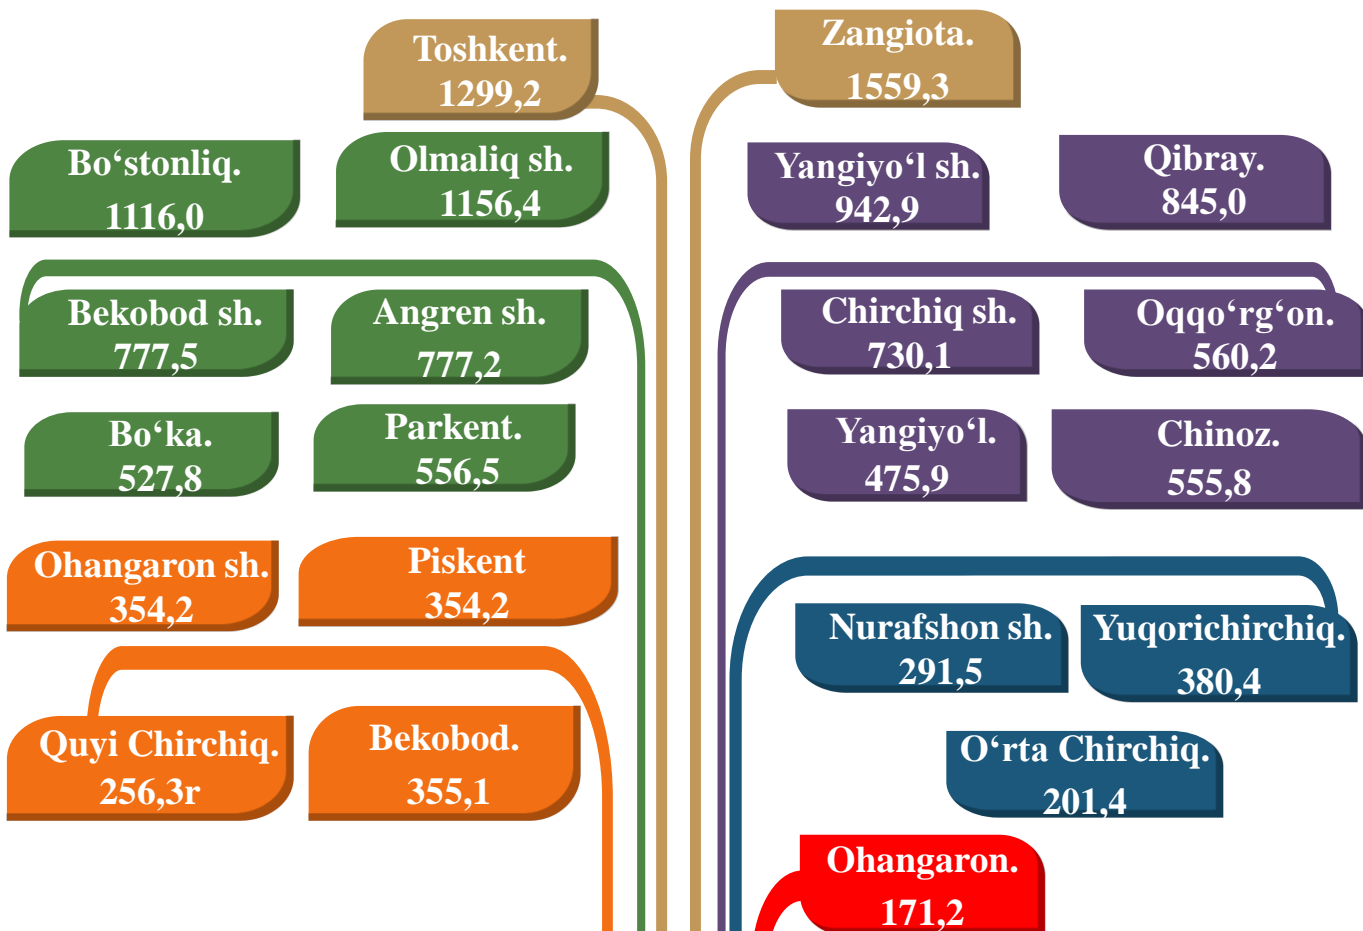 Toshkent.
1299,2
Zangiota.
1559,3
Bo‘stonliq.
1116,0
Olmaliq sh.
1156,4
Yangiyo‘l sh.
942,9
Qibray.
845,0
Bekobod sh.
777,5
Angren sh.
777,2
Chirchiq sh.
730,1
Oqqo‘rg‘on.
560,2
Bo‘ka.
527,8
Parkent.
556,5
Yangiyo‘l.
475,9
Chinoz.
555,8
Ohangaron sh.
354,2
Piskent
354,2
Nurafshon sh.
291,5
Yuqorichirchiq.
380,4
Quyi Chirchiq.
256,3r
Bekobod.
355,1
O‘rta Chirchiq.
201,4
Ohangaron.
171,2